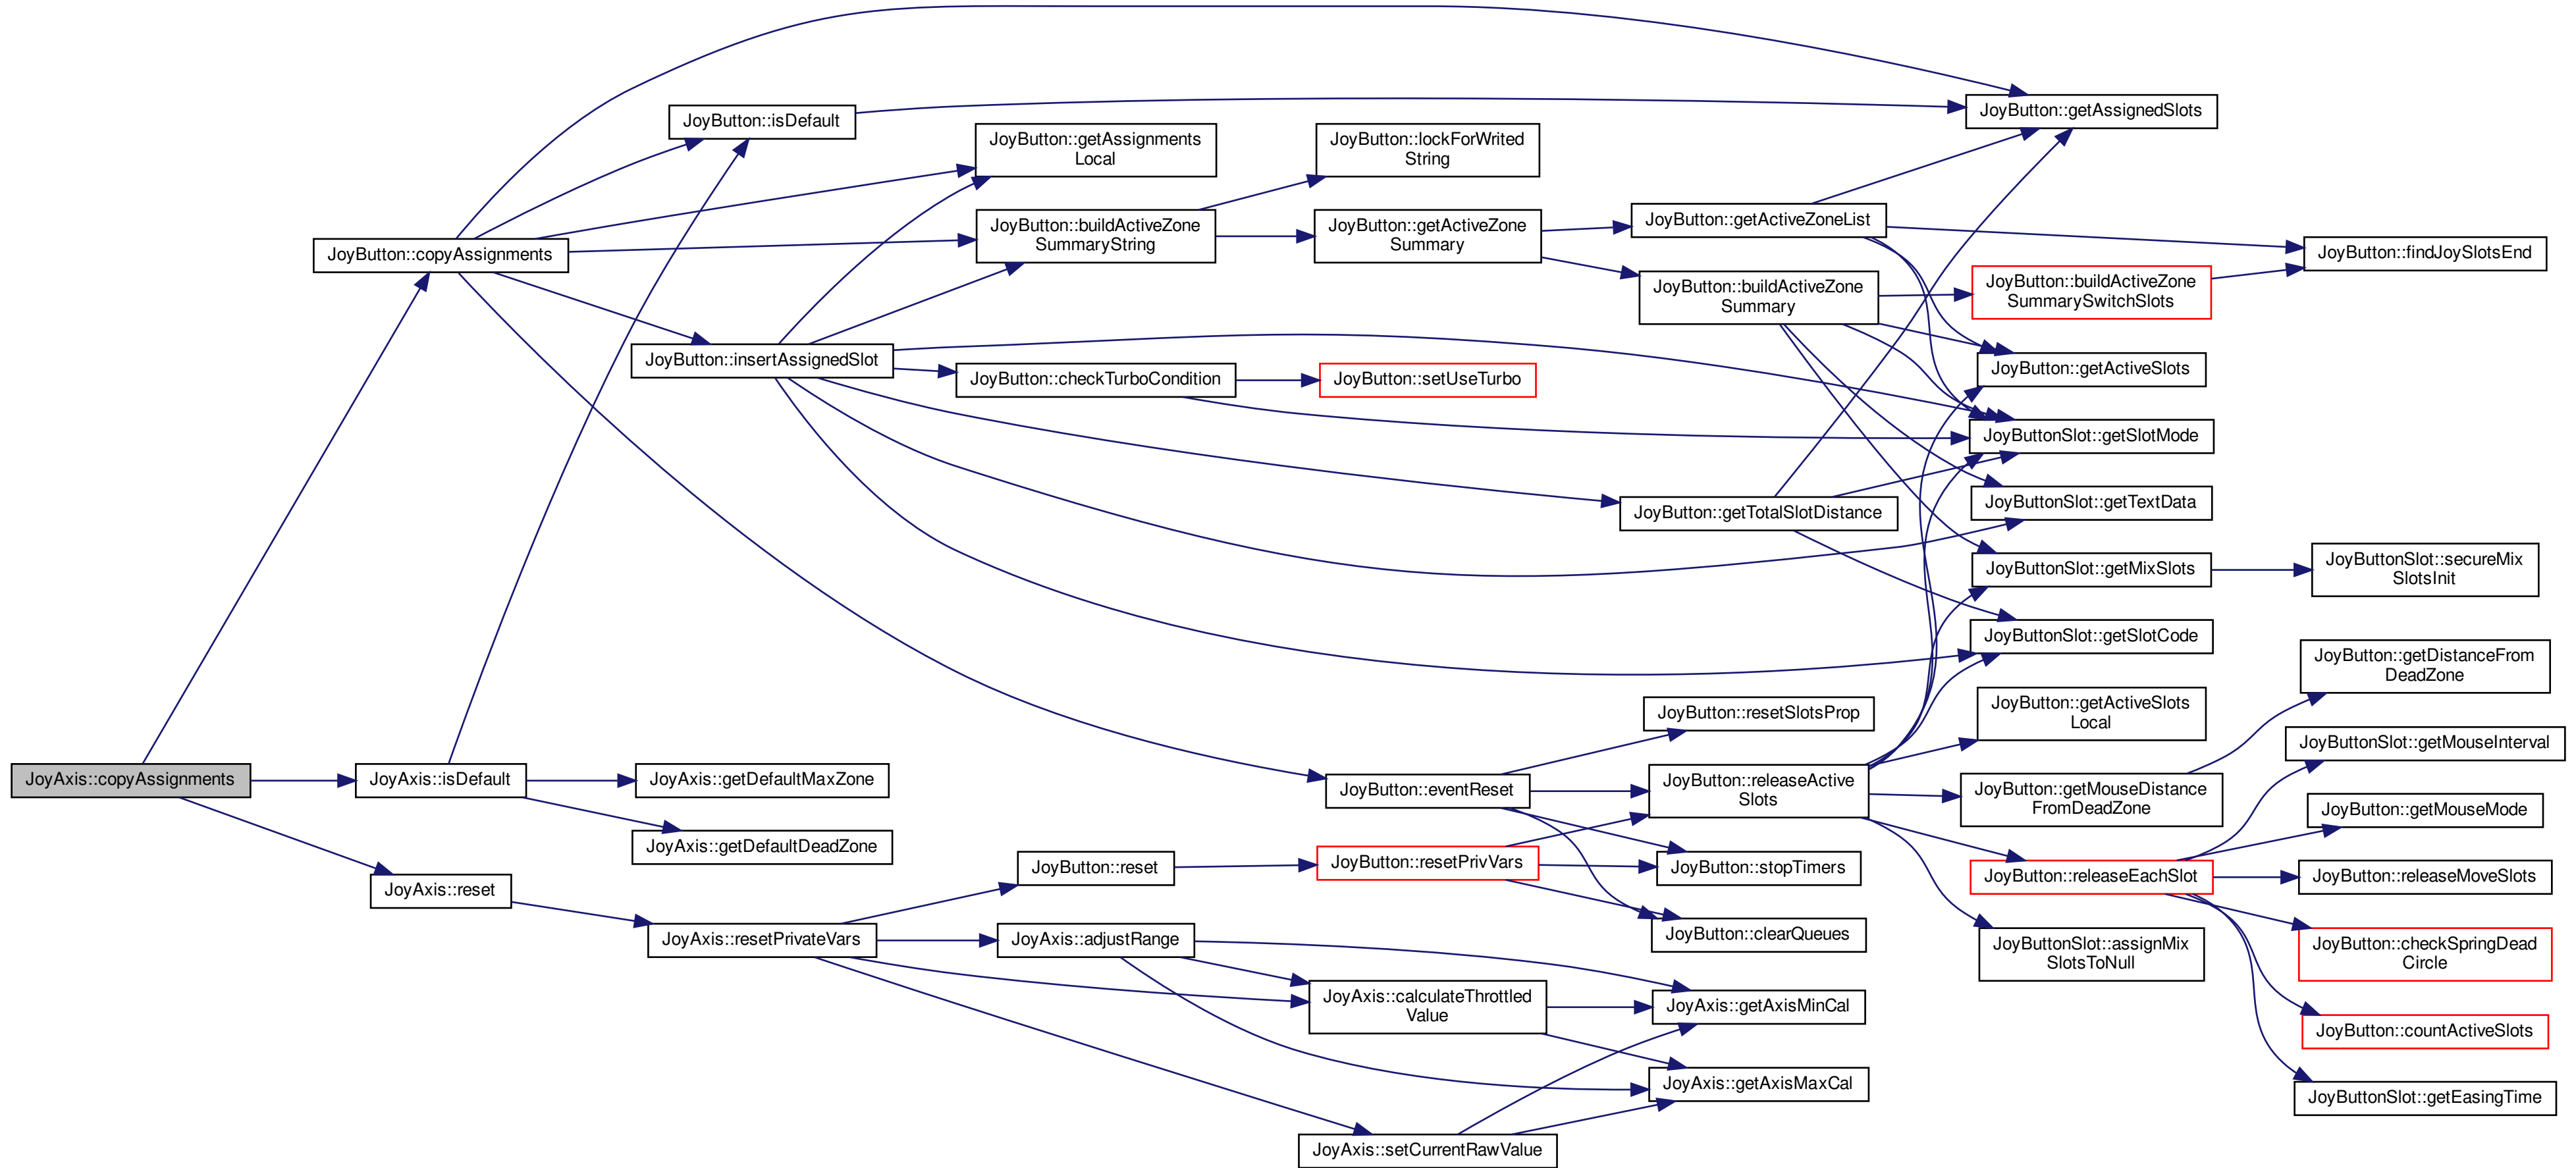 JoyAxis::copyAssignments
JoyButton::copyAssignments
JoyAxis::isDefault
JoyAxis::reset
JoyButton::isDefault
JoyButton::insertAssignedSlot
JoyAxis::getDefaultMaxZone
JoyAxis::getDefaultDeadZone
JoyAxis::resetPrivateVars
JoyButton::getAssignments
Local
JoyButton::buildActiveZone
SummaryString
JoyButton::checkTurboCondition
JoyButton::reset
JoyAxis::adjustRange
JoyButton::lockForWrited
String
JoyButton::getActiveZone
Summary
JoyButton::setUseTurbo
JoyButton::eventReset
JoyButton::resetPrivVars
JoyAxis::calculateThrottled
Value
JoyAxis::setCurrentRawValue
JoyButton::getActiveZoneList
JoyButton::buildActiveZone
Summary
JoyButton::getTotalSlotDistance
JoyButton::resetSlotsProp
JoyButton::releaseActive
Slots
JoyButton::stopTimers
JoyButton::clearQueues
JoyAxis::getAxisMinCal
JoyAxis::getAxisMaxCal
JoyButton::getAssignedSlots
JoyButton::buildActiveZone
SummarySwitchSlots
JoyButton::getActiveSlots
JoyButtonSlot::getSlotMode
JoyButtonSlot::getTextData
JoyButtonSlot::getMixSlots
JoyButtonSlot::getSlotCode
JoyButton::getActiveSlots
Local
JoyButton::getMouseDistance
FromDeadZone
JoyButton::releaseEachSlot
JoyButtonSlot::assignMix
SlotsToNull
JoyButton::findJoySlotsEnd
JoyButtonSlot::secureMix
SlotsInit
JoyButton::getDistanceFrom
DeadZone
JoyButtonSlot::getMouseInterval
JoyButton::getMouseMode
JoyButton::releaseMoveSlots
JoyButton::checkSpringDead
Circle
JoyButton::countActiveSlots
JoyButtonSlot::getEasingTime